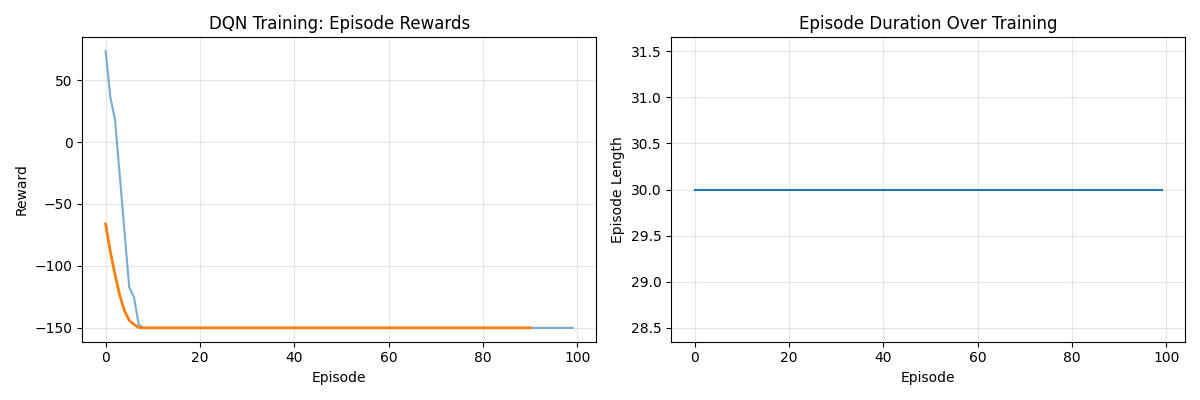 DQN Training: Episode Rewards
Reward
50
0
−50
−100
−150
0 20 40 60 80 100
Episode
Episode Duration Over Training
Episode Length
31.5
31.0
30.5
30.0
29.5
29.0
28.5
0 20 40 60 80 100
Episode